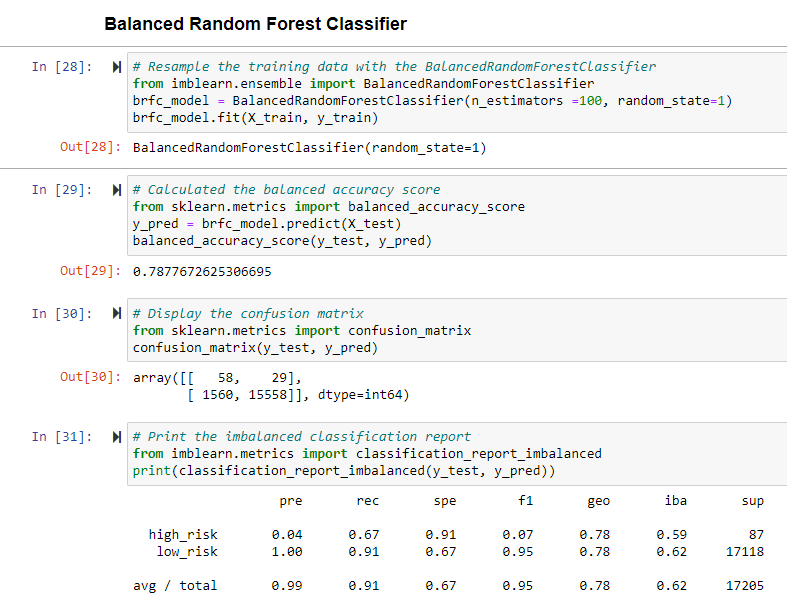 Balanced Random Forest Classifier
In [28]: # Resample the training data with the BalancedRandomForestClassifier
from imblearn.ensemble import BalancedRandomForestClassifier
brfc_model = BalancedRandomForestClassifier(n_estimators =100, random_state=1)
brfc_model.fit(X_train, y_train)
Out[28]: BalancedRandomForestClassifier(random_state=1)
In [29]: # Calculated the balanced accuracy score
from sklearn.metrics import balanced_accuracy_score
y_pred = brfc_model.predict(X_test)
balanced_accuracy_score(y_test, y_pred)
Out[29]: 0.7877672625306695
In [30]: # Display the confusion matrix
from sklearn.metrics import confusion_matrix
confusion_matrix(y_test, y_pred)
Out[30]: array([[   58,    29],
[ 1560, 15558]], dtype=int64)
In [31]: # Print the imbalanced classification report
from imblearn.metrics import classification_report_imbalanced
print(classification_report_imbalanced(y_test, y_pred))
pre rec spe f1 geo iba sup
high_risk 0.04 0.67 0.91 0.07 0.78 0.59 87
low_risk 1.00 0.91 0.67 0.95 0.78 0.62 17118
avg / total 0.99 0.91 0.67 0.95 0.78 0.62 17205